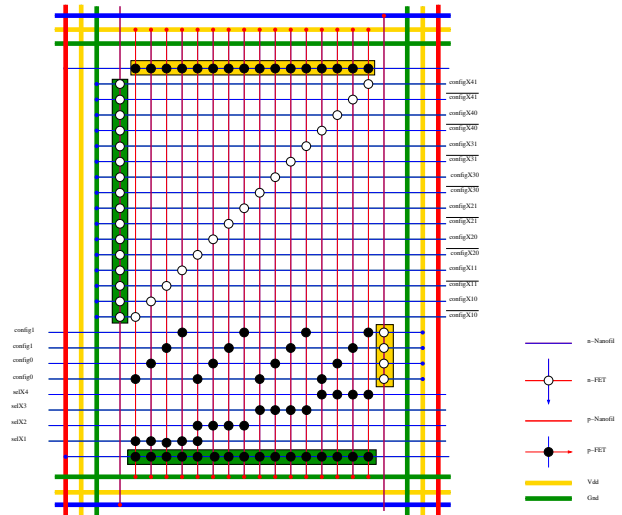 configX41
configX41
configX40
configX40
configX31
configX31
configX30
configX30
configX21
configX21
configX20
configX20
configX11
configX11
configX10
configX10
config1
config1
config0
config0
selX4
selX3
selX2
selX1
n-Nanofil
n-FET
p-Nanofil
p-FET
Vdd
Gnd